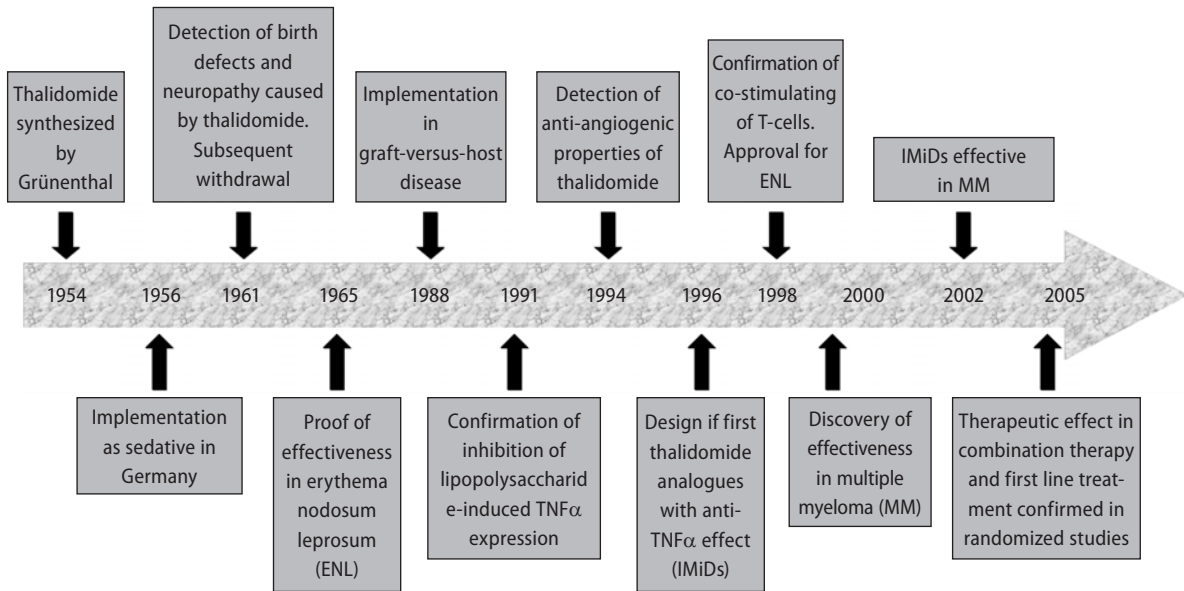 Thalidomide
synthesized
by
Grünenthal
Detection of birth
defects and
neuropathy caused
by thalidomide.
Subsequent
withdrawal
Implementation
in
graft-versus-host
disease
Detection of
anti-angiogenic
properties of
thalidomide
Confirmation of
co-stimulating
of T-cells.
Approval for
ENL
IMiDs effective
in MM
1954 1956 1961 1965 1988 1991 1994 1996 1998 2000 2002 2005
Implementation
as sedative in
Germany
Proof of
effectiveness
in erythema
nodosum
leprosum
(ENL)
Confirmation of
inhibition of
lipopolysaccharid
e-induced TNFα
expression
Design if first
thalidomide
analogues
with anti-
TNFα effect
(IMiDs)
Discovery of
effectiveness
in multiple
myeloma (MM)
Therapeutic effect in
combination therapy
and first line treat-
ment confirmed in
randomized studies